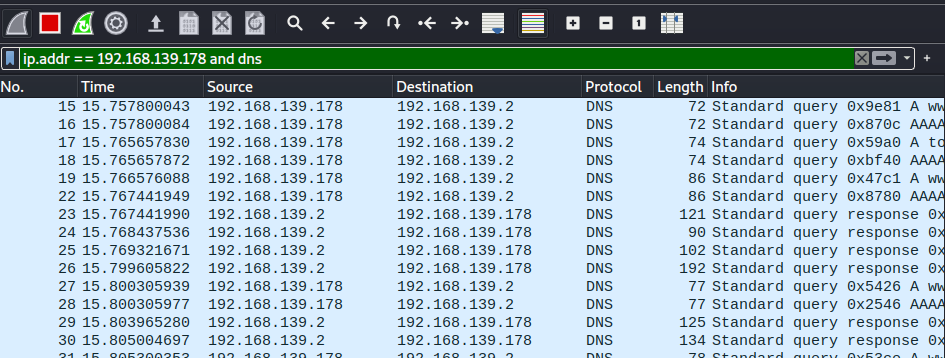 ip.addr == 192.168.139.178 and dns
No. Time Source Destination Protocol Length Info
15 15.757800043 192.168.139.178 192.168.139.2 DNS 72 Standard query 0x9e81 A ww
16 15.757800084 192.168.139.178 192.168.139.2 DNS 72 Standard query 0x870c AAAA
17 15.765657830 192.168.139.178 192.168.139.2 DNS 74 Standard query 0x59a0 A to
18 15.765657872 192.168.139.178 192.168.139.2 DNS 74 Standard query 0xbf40 AAAA
19 15.766576088 192.168.139.178 192.168.139.2 DNS 86 Standard query 0x47c1 A ww
22 15.767441949 192.168.139.178 192.168.139.2 DNS 86 Standard query 0x8780 AAAA
23 15.767441990 192.168.139.2 192.168.139.178 DNS 121 Standard query response 0x
24 15.768437536 192.168.139.2 192.168.139.178 DNS 90 Standard query response 0x
25 15.769321671 192.168.139.2 192.168.139.178 DNS 102 Standard query response 0x
26 15.799605822 192.168.139.2 192.168.139.178 DNS 192 Standard query response 0x
27 15.800305939 192.168.139.178 192.168.139.2 DNS 77 Standard query 0x5426 A ww
28 15.800305977 192.168.139.178 192.168.139.2 DNS 77 Standard query 0x2546 AAAA
29 15.803965280 192.168.139.2 192.168.139.178 DNS 125 Standard query response 0x
30 15.805004697 192.168.139.2 192.168.139.178 DNS 134 Standard query response 0x
31 15.805300353 192.168.139.178 192.168.139.2 DNS 78 Standard query 0x53ce A ww